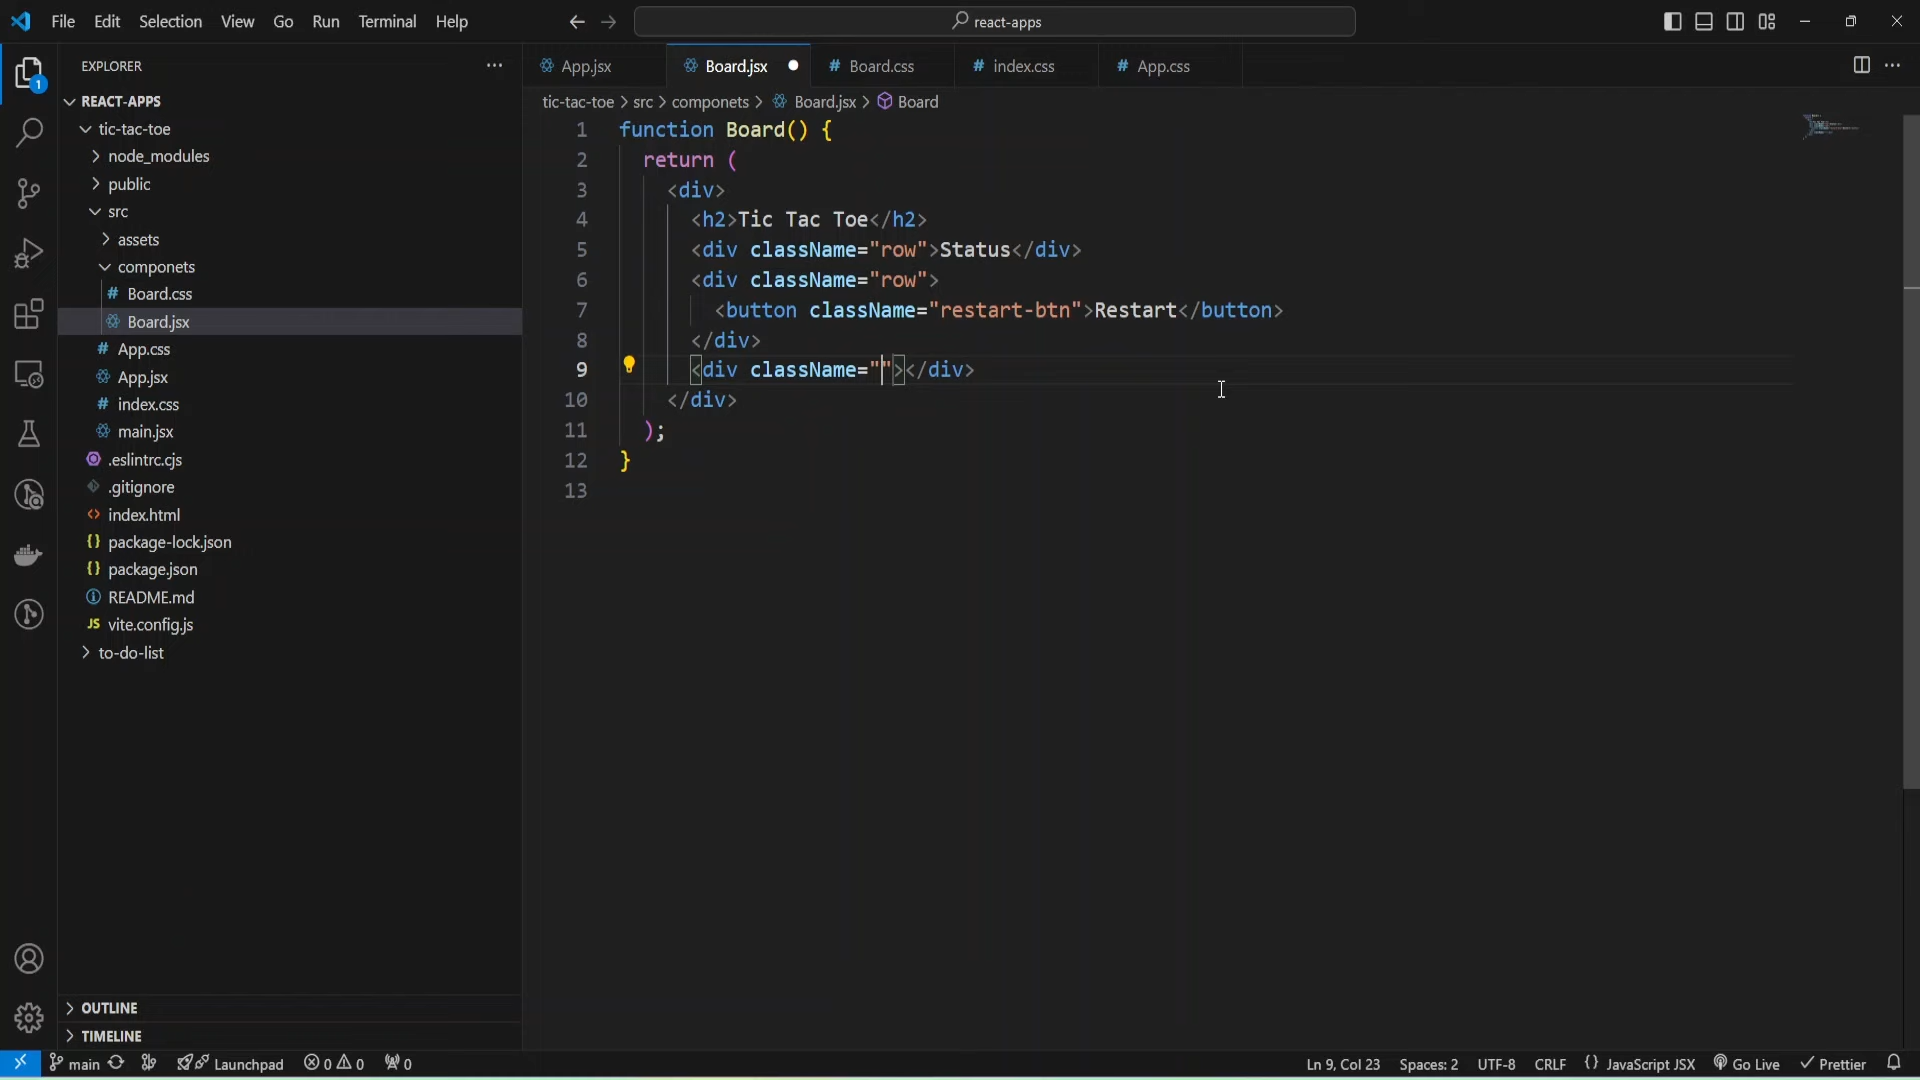 File Edit Selection View Go Run Terminal Help
react-apps
EXPLORER
REACT-APPS
tic-tac-toe
node_modules
public
src
assets
componets
# Board.css
Board.jsx
# App.css
App.jsx
# index.css
main.jsx
.eslintrc.cjs
.gitignore
<> index.html
{} package-lock.json
{} package.json
README.md
JS vite.config.js
to-do-list
OUTLINE
TIMELINE
App.jsx Board.jsx # Board.css # index.css # App.css
tic-tac-toe > src > componets > Board.jsx > Board
1 function Board() {
2 return (
3 <div>
4 <h2>Tic Tac Toe</h2>
5 <div className="row">Status</div>
6 <div className="row">
7 <button className="restart-btn">Restart</button>
8 </div>
9 <div className=""></div>
10 </div>
11 );
12 }
13
1
main Launchpad 0 0 0 Ln 9, Col 23 Spaces: 2 UTF-8 CRLF {} JavaScript JSX Go Live Prettier